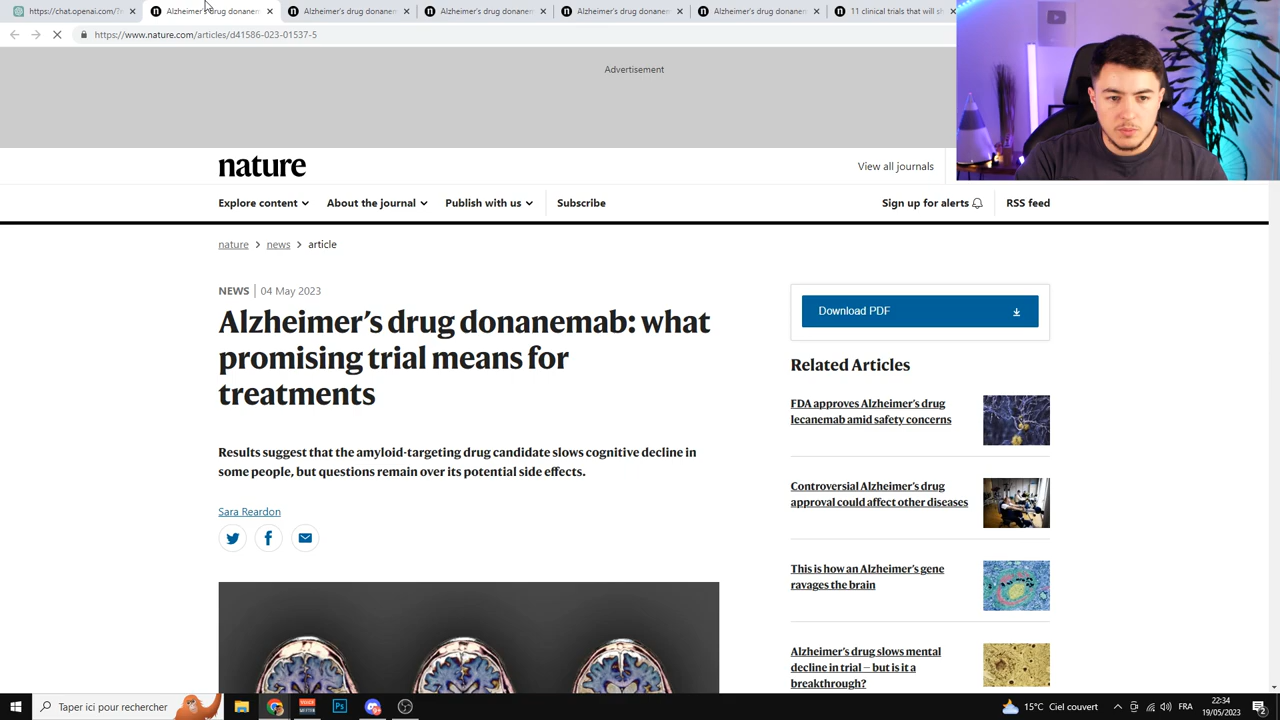 https://chat.openai.com/?
Alzheimer's drug donanem
Alzheimer's drug donanem
Alzheimer's drug donanem
Alzheimer's drug donanem
Alzheimer's drug donanem
11 clinical trials that will sh
https://www.nature.com/articles/d41586-023-01537-5
Advertisement
nature
View all journals
Explore content
About the journal
Publish with us
Subscribe
Sign up for alerts
RSS feed
nature > news > article
NEWS | 04 May 2023
Alzheimer's drug donanemab: what
promising trial means for
treatments
Results suggest that the amyloid-targeting drug candidate slows cognitive decline in
some people, but questions remain over its potential side effects.
Sara Reardon
Download PDF
Related Articles
FDA approves Alzheimer's drug
lecanemab amid safety concerns
Controversial Alzheimer's drug
approval could affect other diseases
This is how an Alzheimer's gene
ravages the brain
Alzheimer's drug slows mental
decline in trial — but is it a
breakthrough?
Taper ici pour rechercher
Ps
15°C Ciel couvert
FRA
22:34
19/05/2023
2